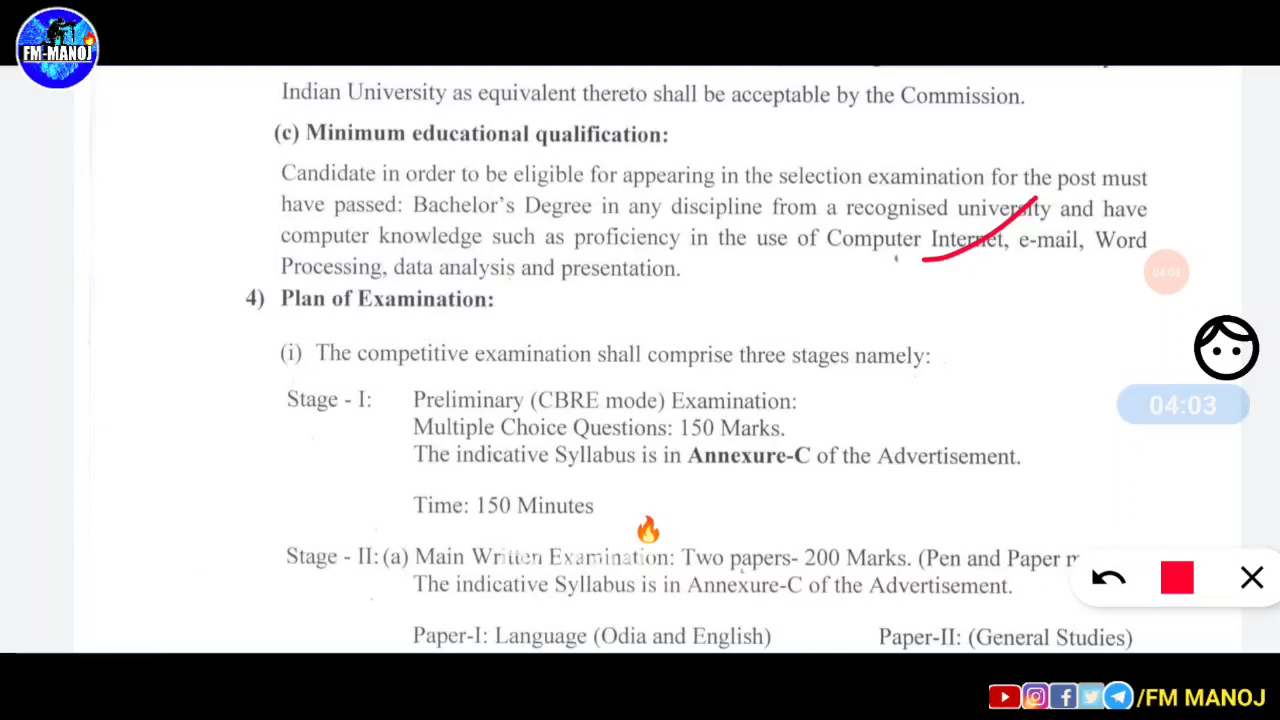 FM-MANOJ
Indian University as equivalent thereto shall be acceptable by the Commission.
(c) Minimum educational qualification:
Candidate in order to be eligible for appearing in the selection examination for the post must
have passed: Bachelor's Degree in any discipline from a recognised university and have
computer knowledge such as proficiency in the use of Computer Internet, e-mail, Word
Processing, data analysis and presentation.
04:03
4) Plan of Examination:
(i) The competitive examination shall comprise three stages namely:
Stage - I: Preliminary (CBRE mode) Examination:
04:03
Multiple Choice Questions: 150 Marks.
The indicative Syllabus is in Annexure-C of the Advertisement.
Time: 150 Minutes
Stage - II: (a) Main Written Examination: Two papers- 200 Marks. (Pen and Paper
The indicative Syllabus is in Annexure-C of the Advertisement.
Paper-I: Language (Odia and English) Paper-II: (General Studies)
/FM MANOJ